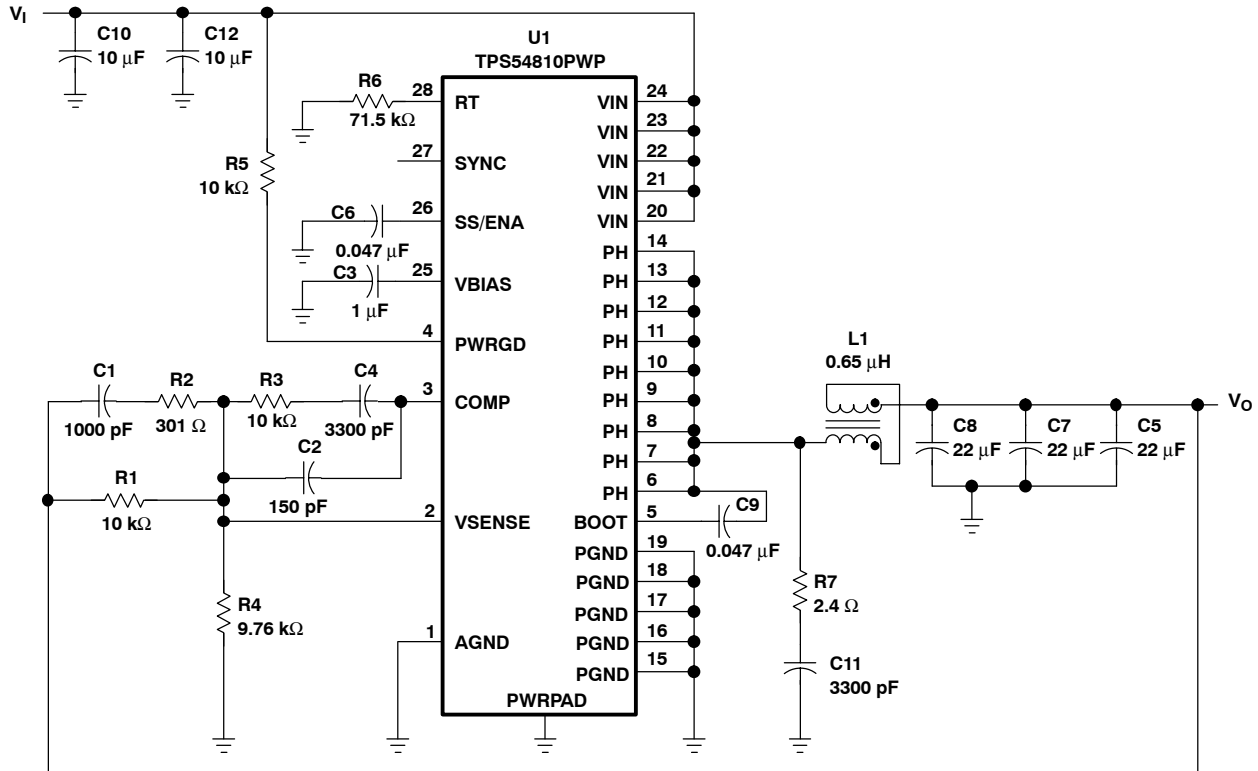 VI
C10
10 µF
C12
10 µF
U1
TPS54810PWP
R6
71.5 kΩ
28
RT
27
SYNC
R5
10 kΩ
C6
0.047 µF
26
SS/ENA
C3
1 µF
25
VBIAS
4
PWRGD
C1
1000 pF
R2
301 Ω
R3
10 kΩ
C4
3300 pF
3
COMP
C2
150 pF
R1
10 kΩ
2
VSENSE
R4
9.76 kΩ
1
AGND
PWRPAD
VIN
24
VIN
23
VIN
22
VIN
21
VIN
20
PH
14
PH
13
PH
12
PH
11
PH
10
PH
9
PH
8
PH
7
PH
6
BOOT
5
C9
0.047 µF
PGND
19
PGND
18
PGND
17
PGND
16
PGND
15
L1
0.65 µH
VO
C8
22 µF
C7
22 µF
C5
22 µF
R7
2.4 Ω
C11
3300 pF